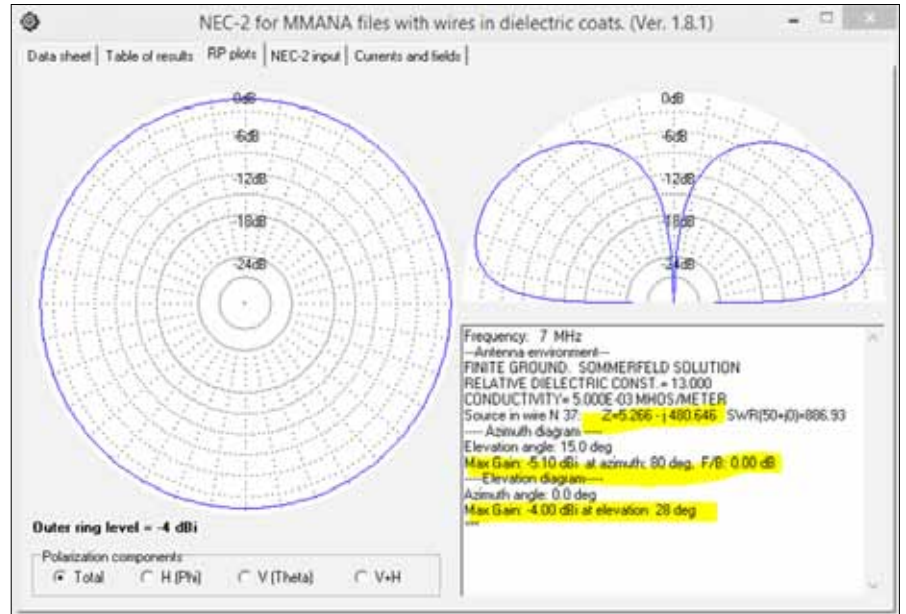 NEC-2 for MMANA files with wires in dielectric coats. (Ver. 1.8.1)
Data sheet Table of results RP plots NEC-2 input Currents and fields
0dB
-6dB
-12dB
-18dB
-24dB
0dB
-6dB
-12dB
-18dB
-24dB
Frequency: 7 MHz
---Antenna environment---
FINITE GROUND. SOMMERFELD SOLUTION
RELATIVE DIELECTRIC CONST.= 13.000
CONDUCTIVITY= 5.000E-03 MHOS/METER
Source in wire N 37: Z=5.266 - j 480.646 SWR(50+j0)=886.93
---- Azimuth diagram ----
Elevation angle: 15.0 deg
Max Gain: -5.10 dBi at azimuth: 80 deg, F/B: 0.00 dB
----Elevation diagram----
Azimuth angle: 0.0 deg
Max Gain: -4.00 dBi at elevation: 28 deg
Outer ring level = -4 dBi
Polarization components
Total H (Phi) V (Theta) V+H